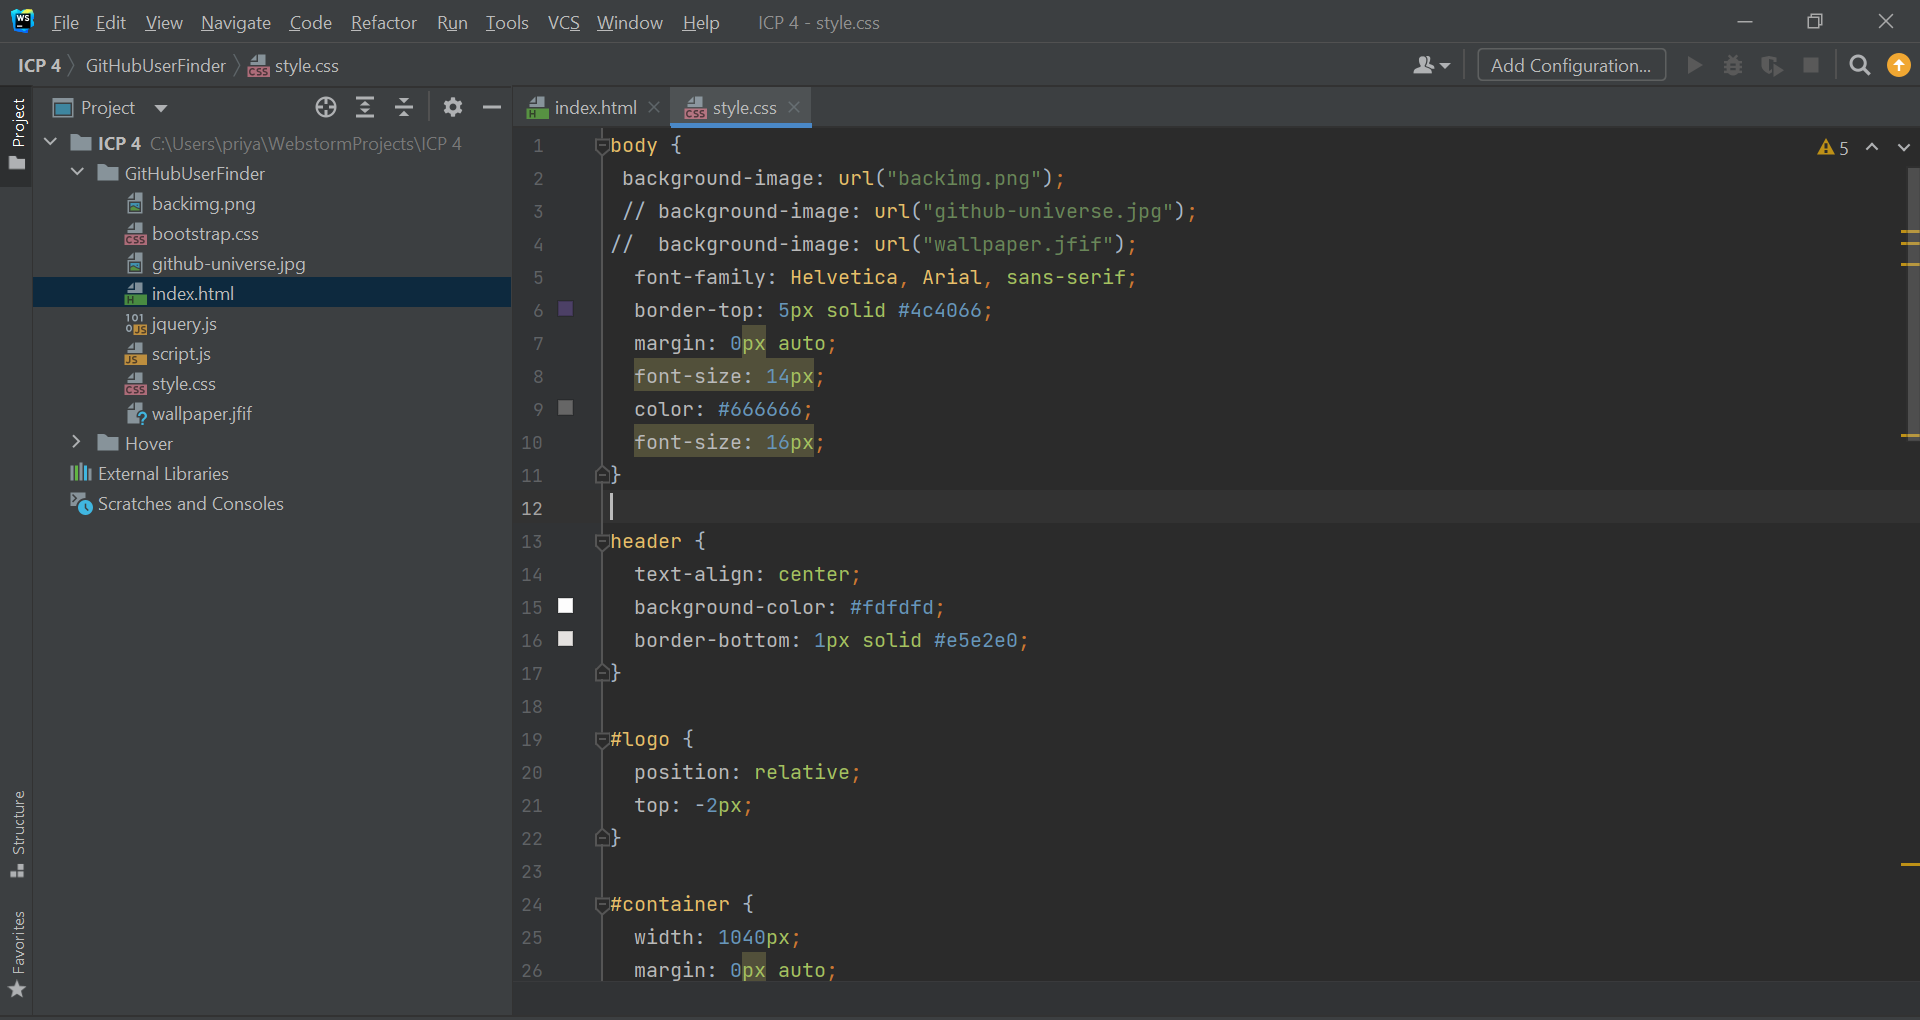 File Edit View Navigate Code Refactor Run Tools VCS Window Help ICP 4 - style.css
ICP 4 GitHubUserFinder style.css
Add Configuration...
Project
index.html
style.css
Project
Structure
Favorites
ICP 4 C:\Users\priya\WebstormProjects\ICP 4
GitHubUserFinder
backimg.png
bootstrap.css
github-universe.jpg
index.html
jquery.js
script.js
style.css
wallpaper.jfif
Hover
External Libraries
Scratches and Consoles
5
1 body {
2 background-image: url("backimg.png");
3 // background-image: url("github-universe.jpg");
4 //  background-image: url("wallpaper.jfif");
5 font-family: Helvetica, Arial, sans-serif;
6 border-top: 5px solid #4c4066;
7 margin: 0px auto;
8 font-size: 14px;
9 color: #666666;
10 font-size: 16px;
11 }
12
13 header {
14 text-align: center;
15 background-color: #fdfdfd;
16 border-bottom: 1px solid #e5e2e0;
17 }
18
19 #logo {
20 position: relative;
21 top: -2px;
22 }
23
24 #container {
25 width: 1040px;
26 margin: 0px auto;